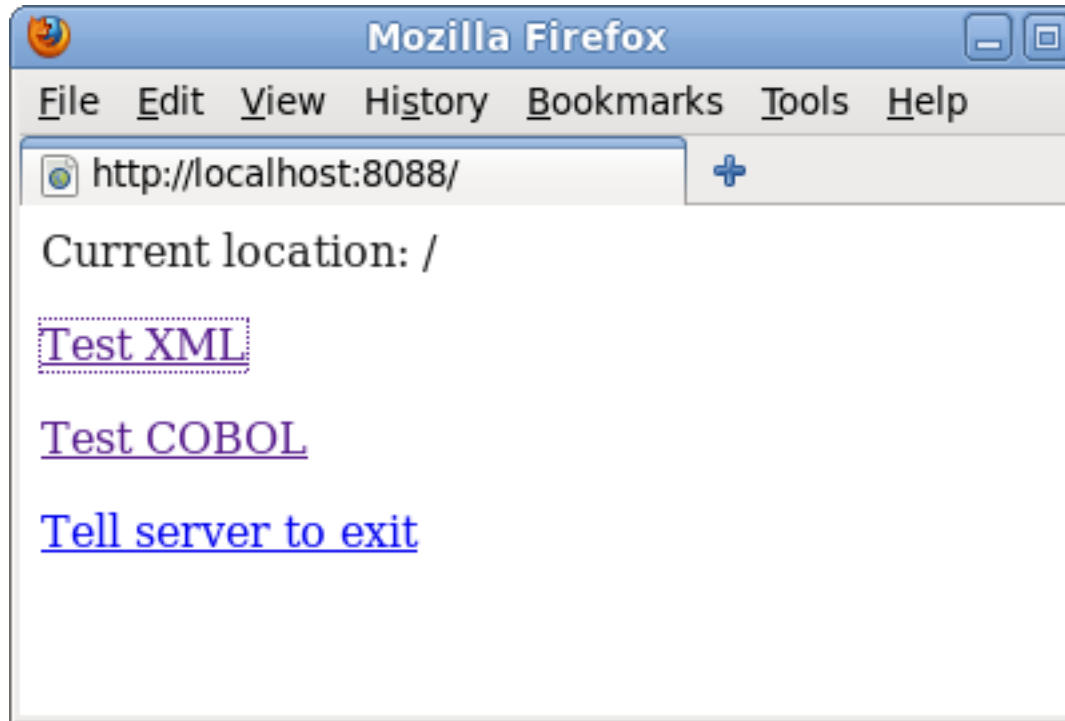 Mozilla Firefox
File Edit View History Bookmarks Tools Help
http://localhost:8088/
Current location: /
Test XML
Test COBOL
Tell server to exit